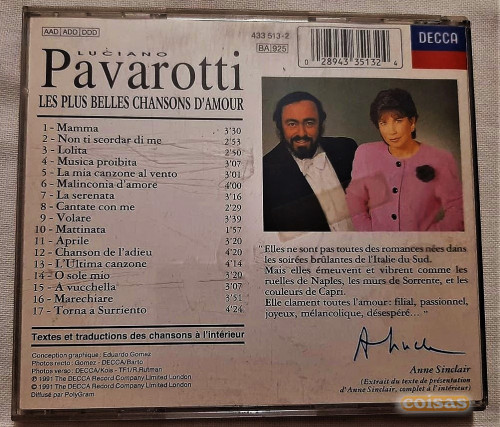 AAD ADD DDD
433 513-2
BA 925
0 28943 35132 4
DECCA
LUCIANO
Pavarotti
LES PLUS BELLES CHANSONS D'AMOUR
1 - Mamma 3'30
2 - Non ti scordar di me 2'53
3 - Lolita 2'50
4 - Musica proibita 3'07
5 - La mia canzone al vento 3'01
6 - Malinconia d'amore 4'00
7 - La serenata 3'16
8 - Cantate con me 2'29
9 - Volare 3'39
10 - Mattinata 1'57
11 - Aprile 3'20
12 - Chanson de l'adieu 4'20
13 - L'Ultima canzone 4'14
14 - O sole mio 3'20
15 - A vucchella 3'07
16 - Marechiare 3'51
17 - Torna a Surriento 4'24
Textes et traductions des chansons à l'intérieur
Conception graphique : Eduardo Gomez
Photos recto : Gomez - DECCA/Barto
Photos verso : DECCA/Kois - TF1/R.Rutman
℗ 1991 The DECCA Record Company Limited London
© 1991 The DECCA Record Company Limited London
Diffusé par PolyGram
"Elles ne sont pas toutes des romances nées dans
les soirées brûlantes de l'Italie du Sud.
Mais elles émeuvent et vibrent comme les
ruelles de Naples, les murs de Sorrente, et les
couleurs de Capri.
Elle clament toutes l'amour : filial, passionnel,
joyeux, mélancolique, désespéré...."
Anne Sinclair
(Extrait du texte de présentation
d'Anne Sinclair, complet à l'intérieur)
coisas